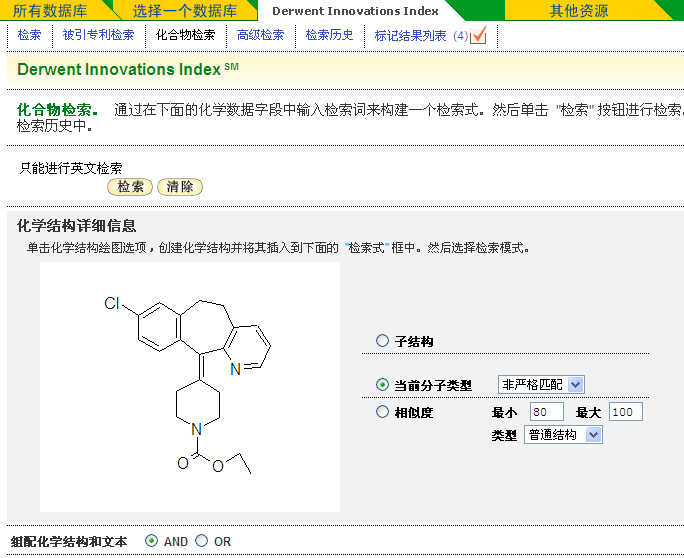 所有数据库 选择一个数据库 Derwent Innovations Index 其他资源
检索 被引专利检索 化合物检索 高级检索 检索历史 标记结果列表 (4)
Derwent Innovations Index SM
化合物检索。 通过在下面的化学数据字段中输入检索词来构建一个检索式。然后单击 "检索" 按钮进行检索。
检索历史中。
只能进行英文检索
检索 清除
化学结构详细信息
单击化学结构绘图选项，创建化学结构并将其插入到下面的 "检索式" 框中。然后选择检索模式。
Cl
子结构
N
当前分子类型 非严格匹配
相似度 最小 80 最大 100
N
类型 普通结构
O
O
组配化学结构和文本 AND OR